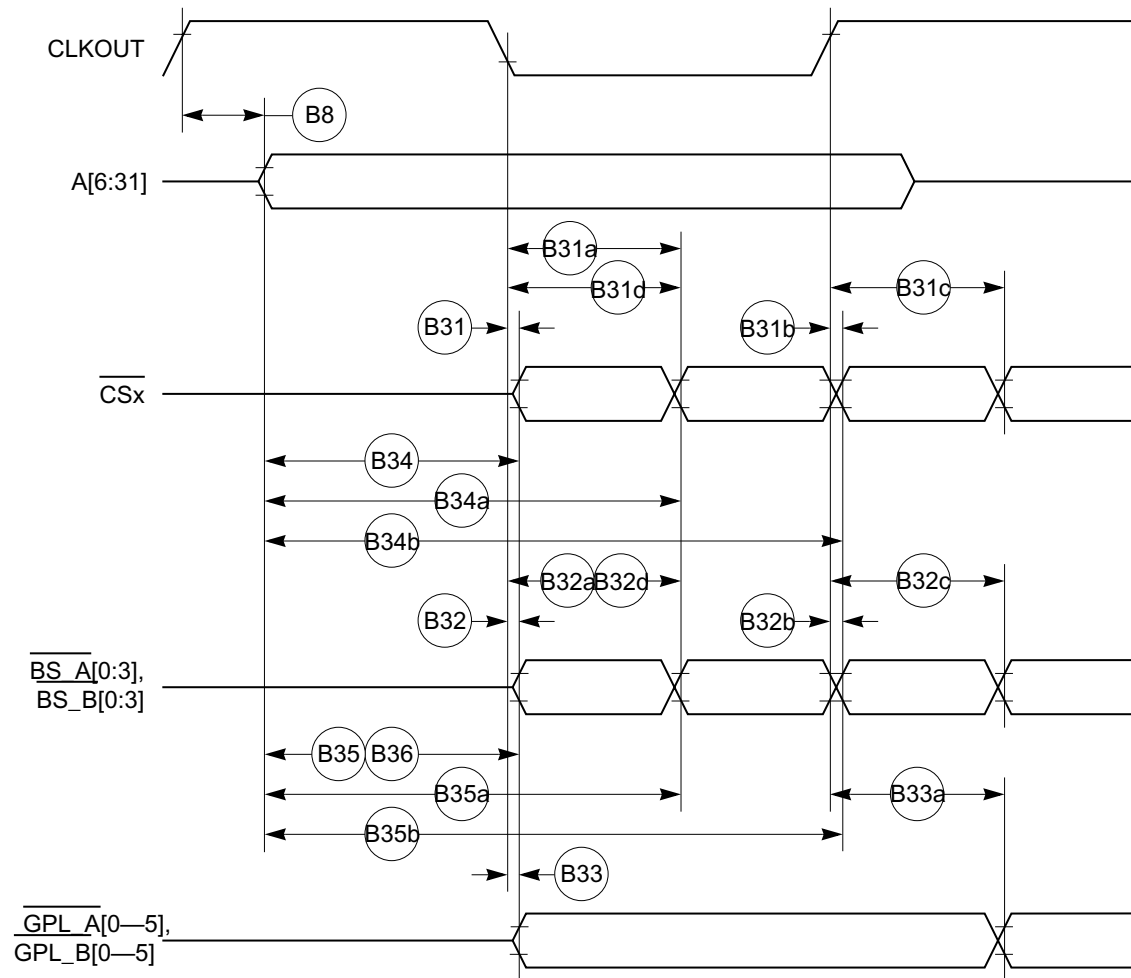 CLKOUT
B8
A[6:31]
B31a
B31d
B31c
B31
B31b
CSx
B34
B34a
B34b
B32a B32d
B32c
B32
B32b
BS_A[0:3],
BS_B[0:3]
B35 B36
B35a
B33a
B35b
B33
GPL_A[0—5],
GPL_B[0—5]